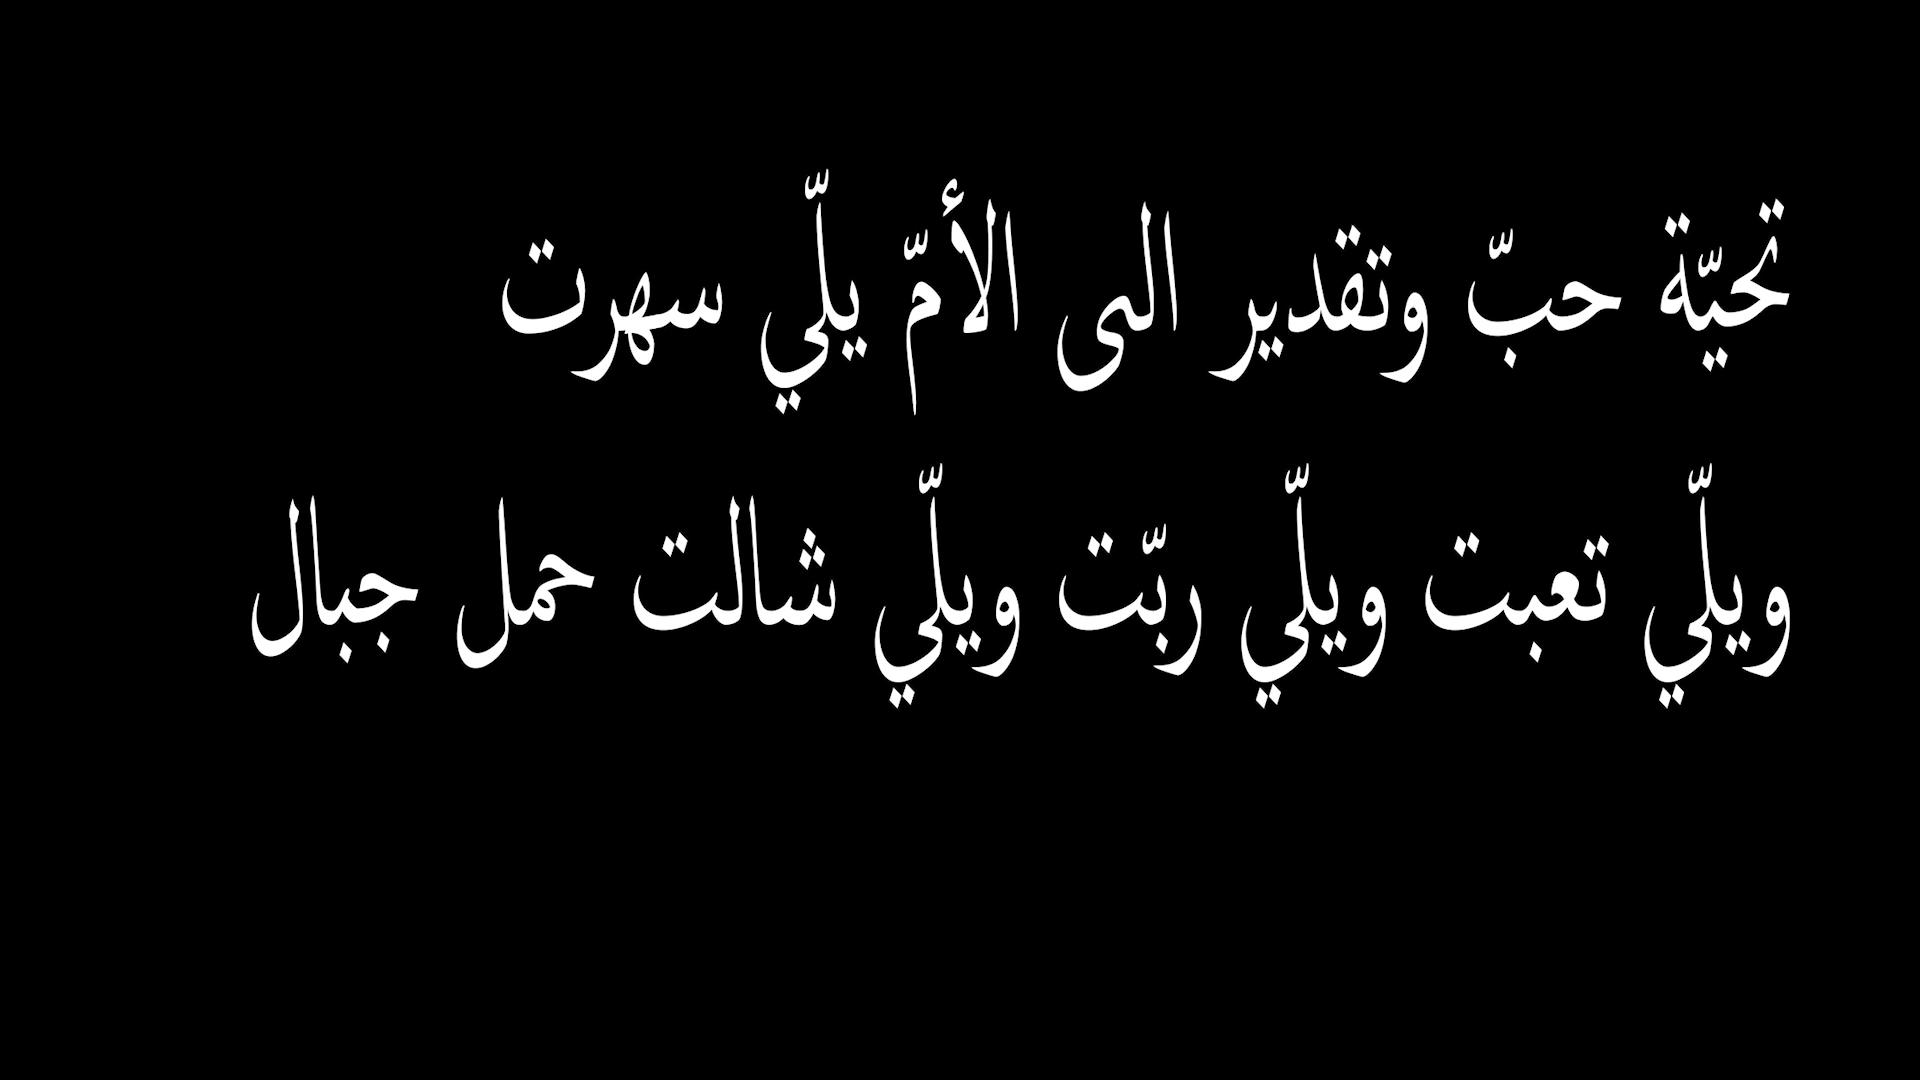 تحيّة حبّ وتقدير الى الأمّ يلّي سهرت
ويلّي تعبت ويلّي ربّت ويلّي شالت حمل جبال